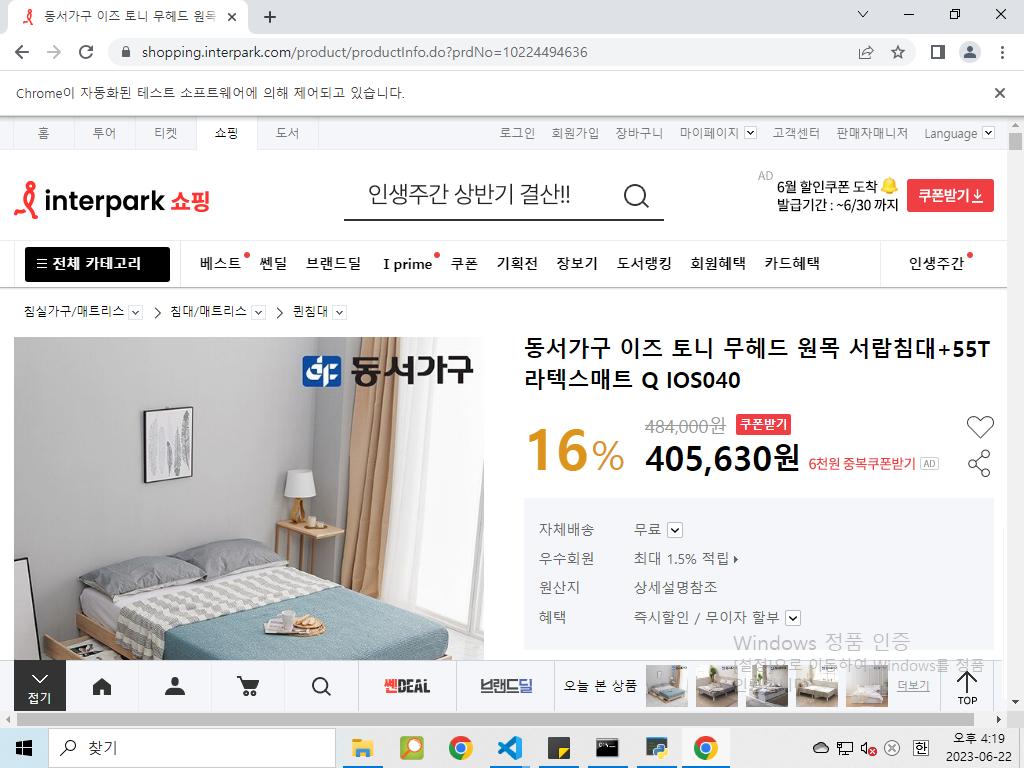 동서가구 이즈 토니 무헤드 원목
shopping.interpark.com/product/productInfo.do?prdNo=10224494636
Chrome이 자동화된 테스트 소프트웨어에 의해 제어되고 있습니다.
홈 투어 티켓 쇼핑 도서 로그인 회원가입 장바구니 마이페이지 고객센터 판매자매니저 Language
interpark 쇼핑
인생주간 상반기 결산!!
AD
6월 할인쿠폰 도착
발급기간 : ~6/30 까지
쿠폰받기
전체 카테고리 베스트 쎈딜 브랜드딜 I prime 쿠폰 기획전 장보기 도서랭킹 회원혜택 카드혜택 인생주간
침실가구/매트리스 침대/매트리스 퀸침대
동서가구
동서가구 이즈 토니 무헤드 원목 서랍침대+55T
라텍스매트 Q IOS040
16%
484,000원 쿠폰받기
405,630원 6천원 중복쿠폰받기 AD
자체배송 무료
우수회원 최대 1.5% 적립
원산지 상세설명참조
혜택 즉시할인 / 무이자 할부
Windows 정품 인증
[설정]으로 이동하여 Windows를 정품
접기
쎈DEAL
브랜드딜
오늘 본 상품
더보기
TOP
찾기
한
오후 4:19
2023-06-22